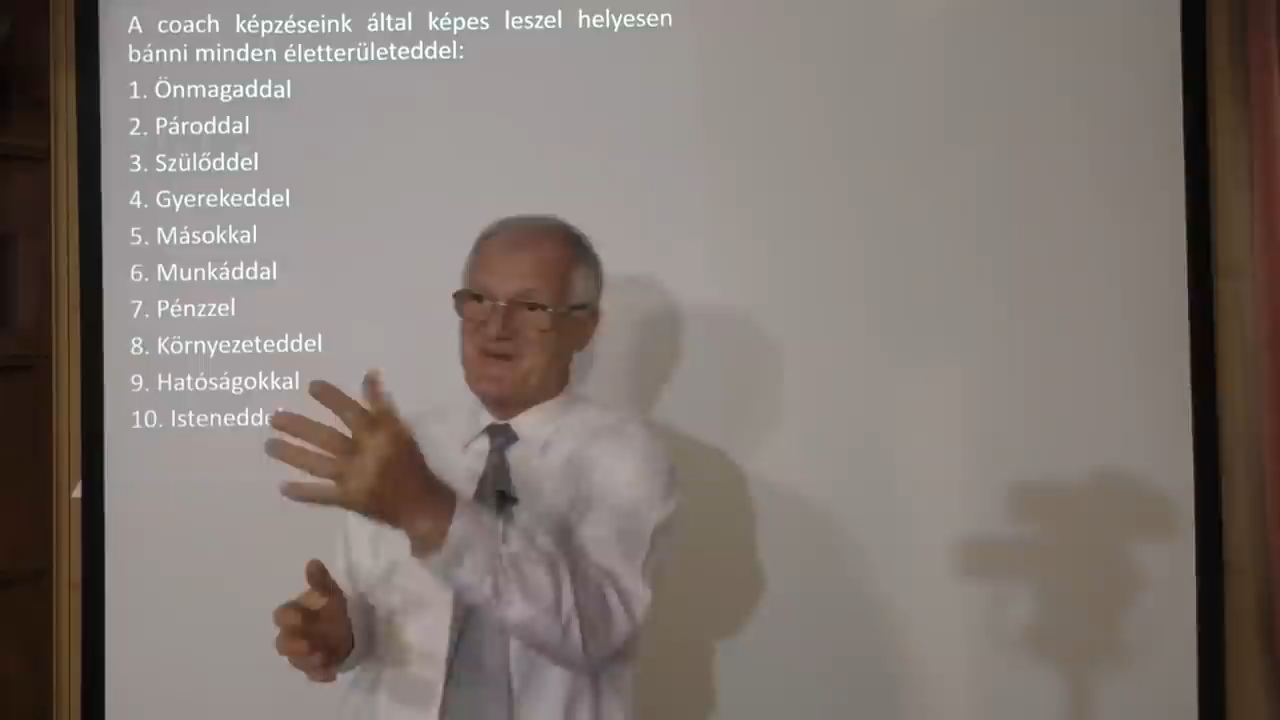 A coach képzéseink által képes leszel helyesen
bánni minden életterületeddel:
1. Önmagaddal
2. Pároddal
3. Szülőddel
4. Gyerekeddel
5. Másokkal
6. Munkáddal
7. Pénzzel
8. Környezeteddel
9. Hatóságokkal
10.